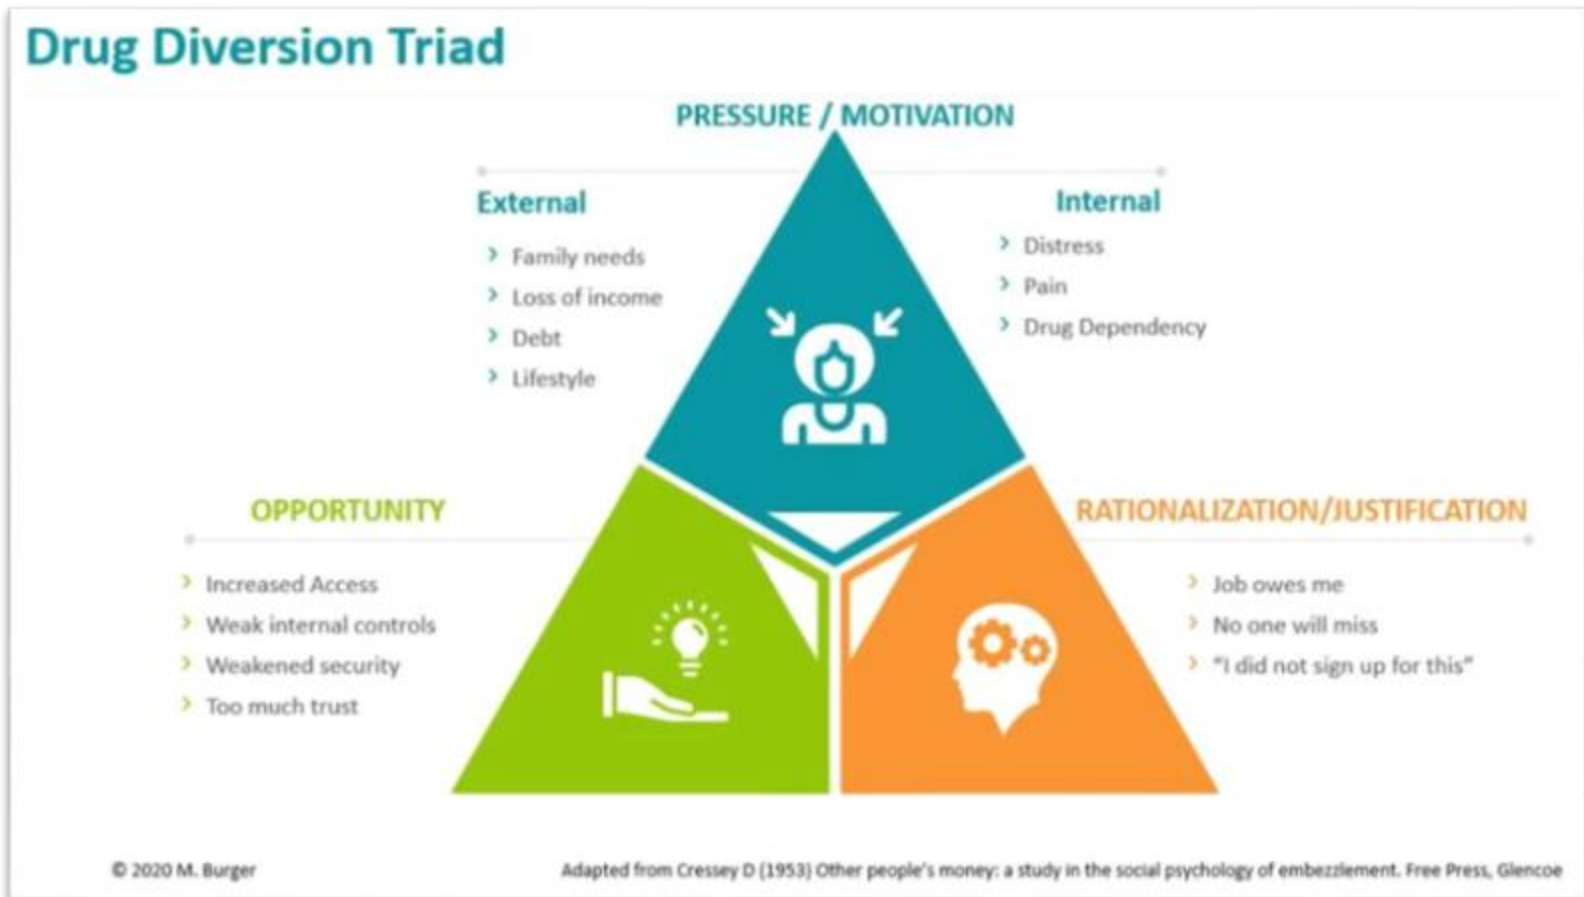 Drug Diversion Triad
PRESSURE / MOTIVATION
External
Family needs
Loss of income
Debt
Lifestyle
Internal
Distress
Pain
Drug Dependency
OPPORTUNITY
Increased Access
Weak internal controls
Weakened security
Too much trust
RATIONALIZATION/JUSTIFICATION
Job owes me
No one will miss
"I did not sign up for this"
© 2020 M. Burger
Adapted from Cressey D (1953) Other people's money: a study in the social psychology of embezzlement. Free Press, Glencoe